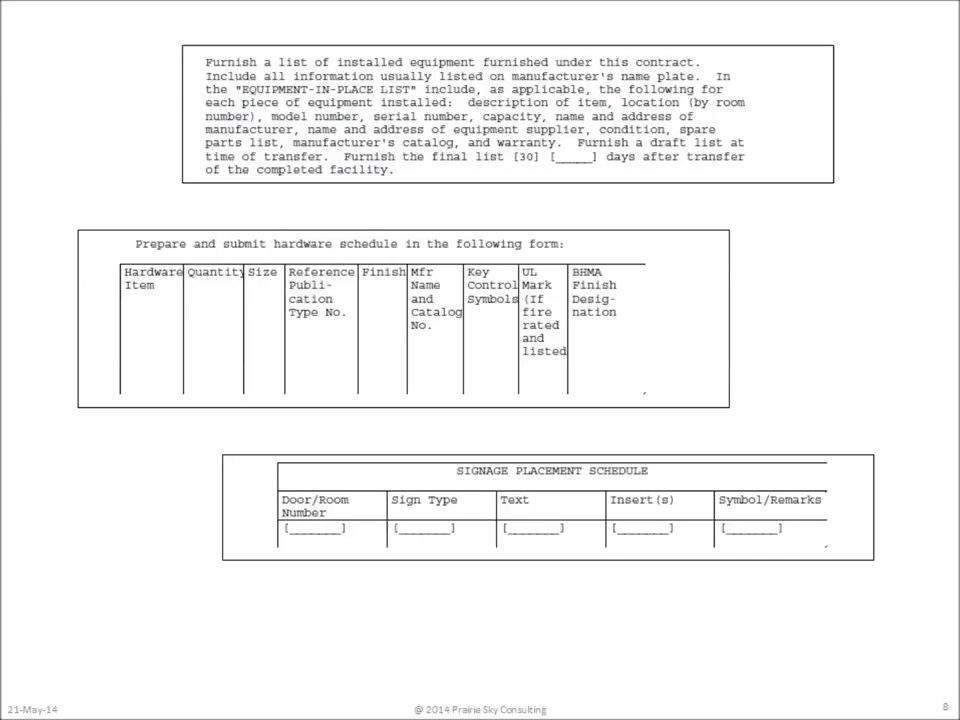 Furnish a list of installed equipment furnished under this contract.
Include all information usually listed on manufacturer's name plate.  In
the "EQUIPMENT-IN-PLACE LIST" include, as applicable, the following for
each piece of equipment installed:  description of item, location (by room
number), model number, serial number, capacity, name and address of
manufacturer, name and address of equipment supplier, condition, spare
parts list, manufacturer's catalog, and warranty.  Furnish a draft list at
time of transfer.  Furnish the final list [30] [_____] days after transfer
of the completed facility.
Prepare and submit hardware schedule in the following form:
Hardware Quantity Size Reference Finish Mfr Key UL BHMA
Item Publi- Name Control Mark Finish
cation and Symbols (If Desig-
Type No. Catalog fire nation
No. rated
and
listed
SIGNAGE PLACEMENT SCHEDULE
Door/Room Sign Type Text Insert(s) Symbol/Remarks
Number
[_______] [_______] [_______] [_______] [_______]
21-May-14 @ 2014 Prairie Sky Consulting 8